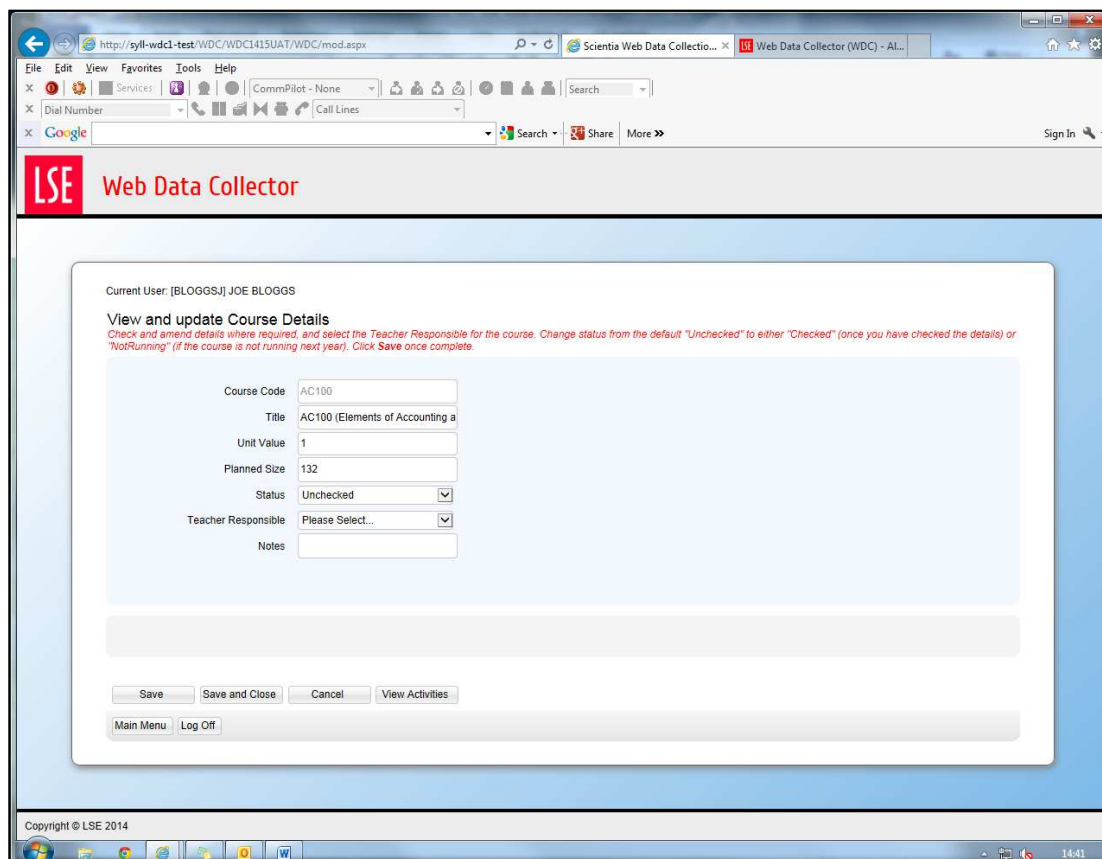 http://syll-wdc1-test/WDC/WDC1415UAT/WDC/mod.aspx
Scientia Web Data Collectio...
LSE Web Data Collector (WDC) - Al...
File Edit View Favorites Tools Help
Services CommPilot - None Search
Dial Number Call Lines
Google Search Share More Sign In
LSE Web Data Collector
Current User: [BLOGGSJ] JOE BLOGGS
View and update Course Details
Check and amend details where required, and select the Teacher Responsible for the course. Change status from the default "Unchecked" to either "Checked" (once you have checked the details) or
"NotRunning" (if the course is not running next year). Click Save once complete.
Course Code AC100
Title AC100 (Elements of Accounting a
Unit Value 1
Planned Size 132
Status Unchecked
Teacher Responsible Please Select...
Notes
Save Save and Close Cancel View Activities
Main Menu Log Off
Copyright © LSE 2014
14:41